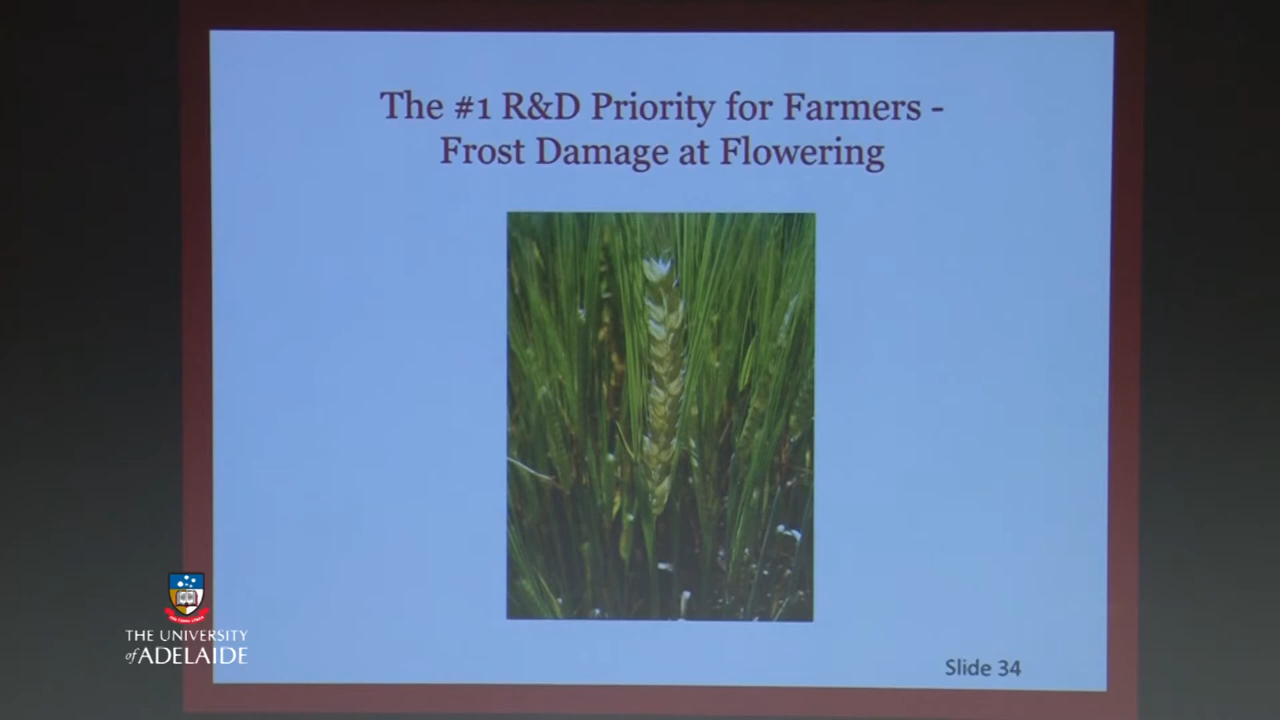 The #1 R&D Priority for Farmers -
Frost Damage at Flowering
THE UNIVERSITY
of ADELAIDE
Slide 34